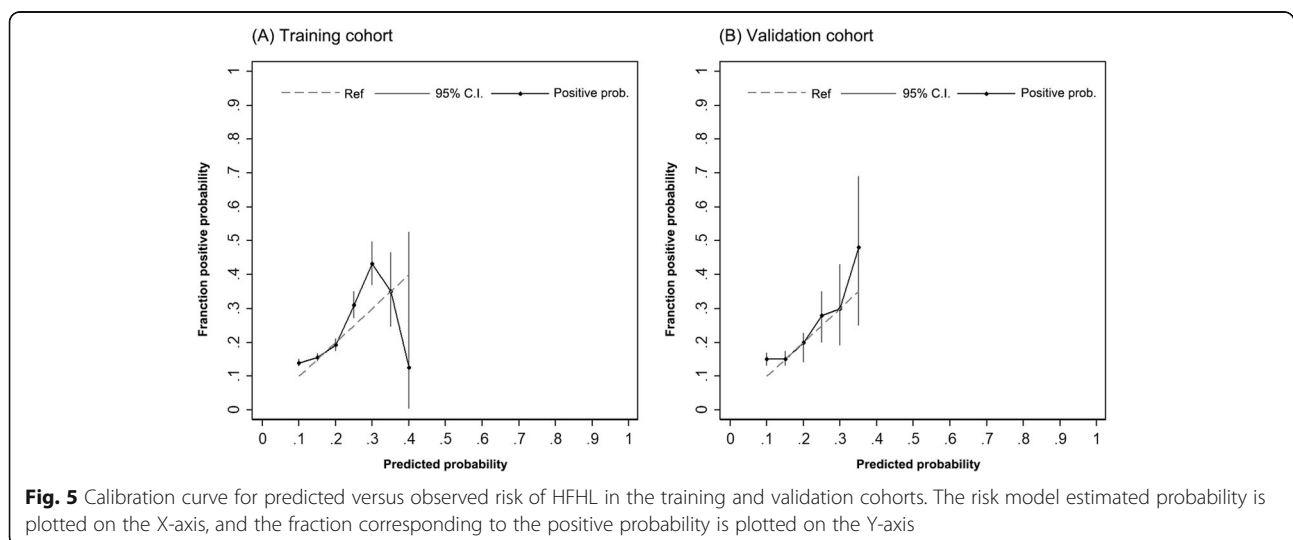 (A) Training cohort
Ref 95% C.I. Positive prob.
Franction positive probability
1
.9
.8
.7
.6
.5
.4
.3
.2
.1
0
0 .1 .2 .3 .4 .5 .6 .7 .8 .9 1
Predicted probability
(B) Validation cohort
Ref 95% C.I. Positive prob.
Franction positive probability
1
.9
.8
.7
.6
.5
.4
.3
.2
.1
0
0 .1 .2 .3 .4 .5 .6 .7 .8 .9 1
Predicted probability
Fig. 5 Calibration curve for predicted versus observed risk of HFHL in the training and validation cohorts. The risk model estimated probability is
plotted on the X-axis, and the fraction corresponding to the positive probability is plotted on the Y-axis